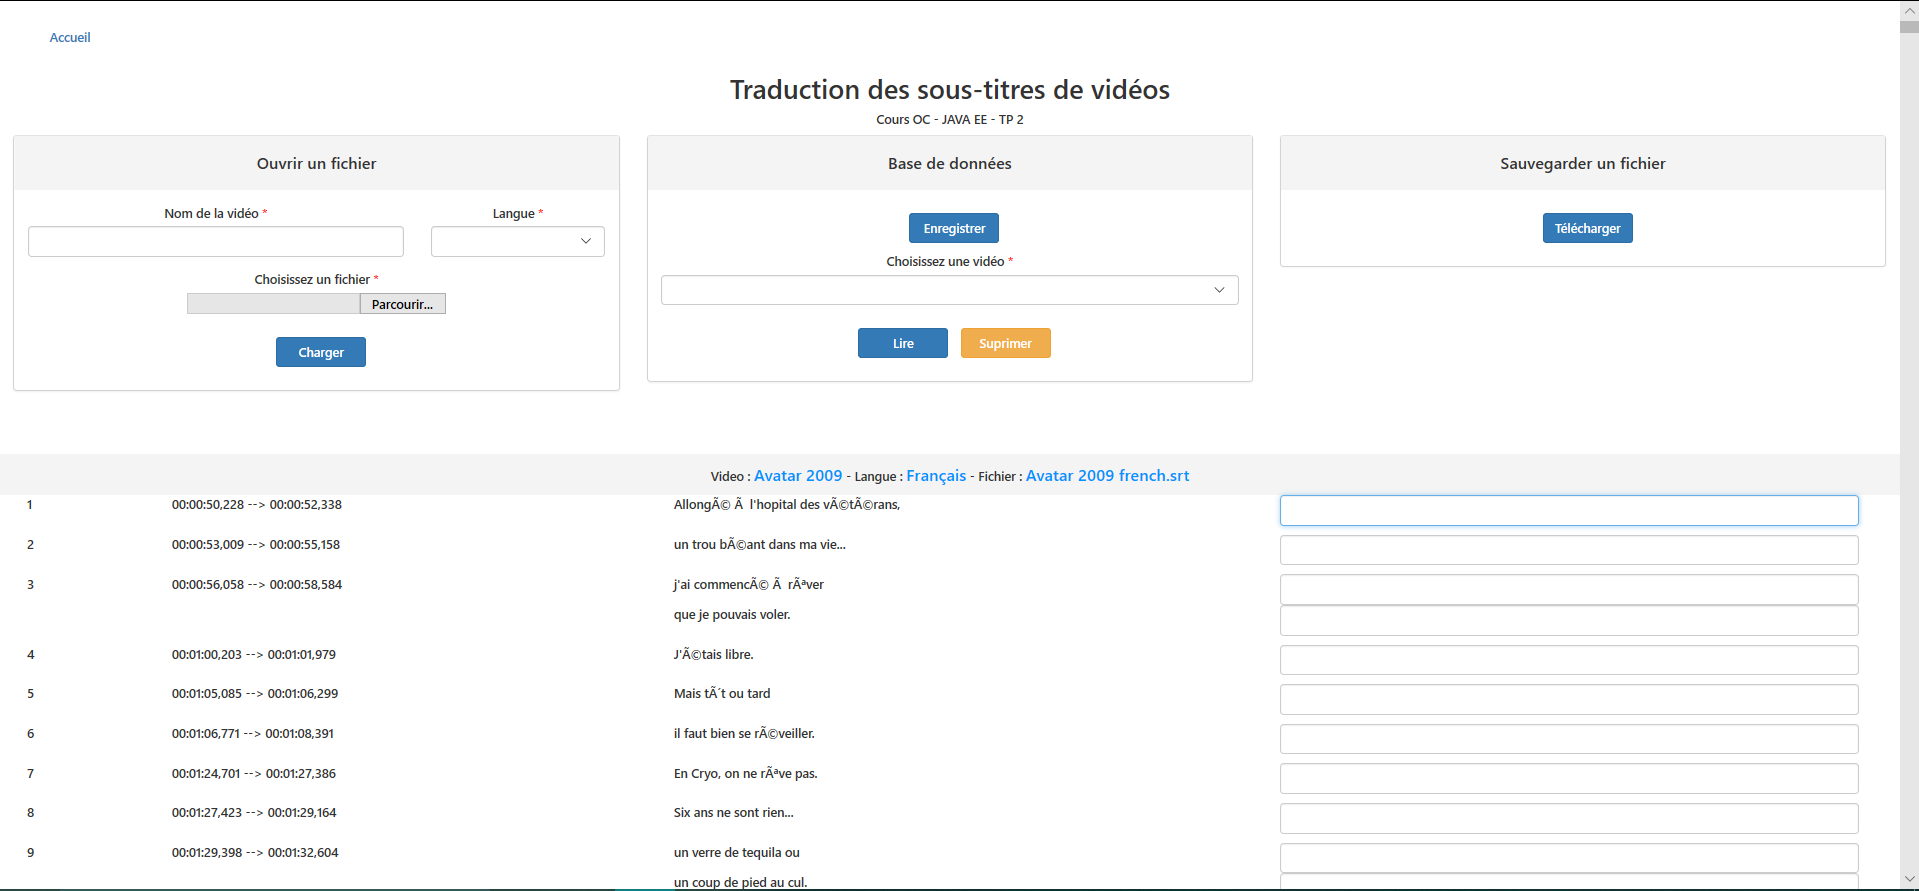 Accueil
Traduction des sous-titres de vidéos
Cours OC - JAVA EE - TP 2
Ouvrir un fichier
Nom de la vidéo *
Langue *
Choisissez un fichier *
Parcourir...
Charger
Base de données
Enregistrer
Choisissez une vidéo *
Lire
Suprimer
Sauvegarder un fichier
Télécharger
Video : Avatar 2009 - Langue : Français - Fichier : Avatar 2009 french.srt
1 00:00:50,228 --> 00:00:52,338 AllongÃ© Ã  l'hopital des vÃ©tÃ©rans,
2 00:00:53,009 --> 00:00:55,158 un trou bÃ©ant dans ma vie...
3 00:00:56,058 --> 00:00:58,584 j'ai commencÃ© Ã  rÃªver
que je pouvais voler.
4 00:01:00,203 --> 00:01:01,979 J'Ã©tais libre.
5 00:01:05,085 --> 00:01:06,299 Mais tÃ´t ou tard
6 00:01:06,771 --> 00:01:08,391 il faut bien se rÃ©veiller.
7 00:01:24,701 --> 00:01:27,386 En Cryo, on ne rÃªve pas.
8 00:01:27,423 --> 00:01:29,164 Six ans ne sont rien...
9 00:01:29,398 --> 00:01:32,604 un verre de tequila ou
un coup de pied au cul.